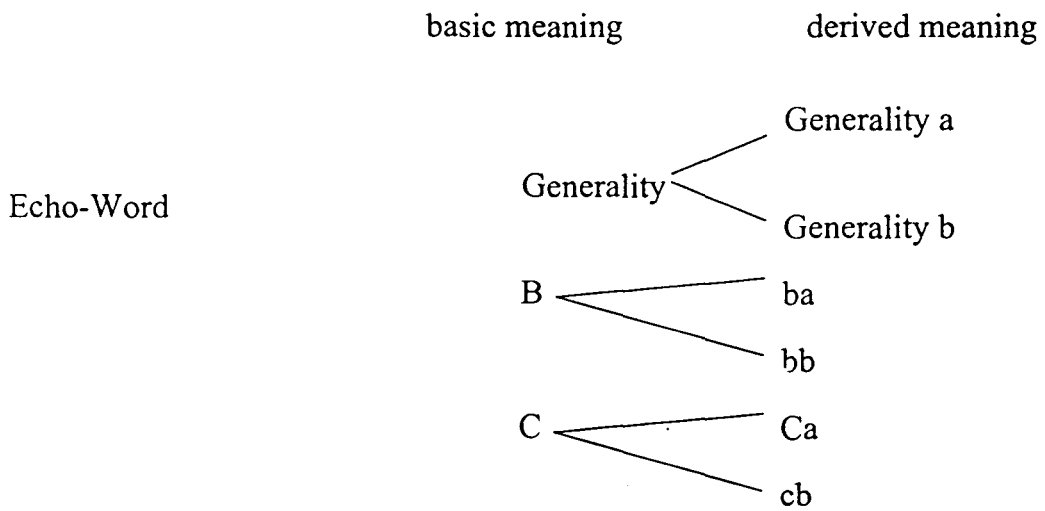 basic meaning derived meaning
Generality a
Echo-Word Generality
Generality b
B ba
bb
C Ca
cb